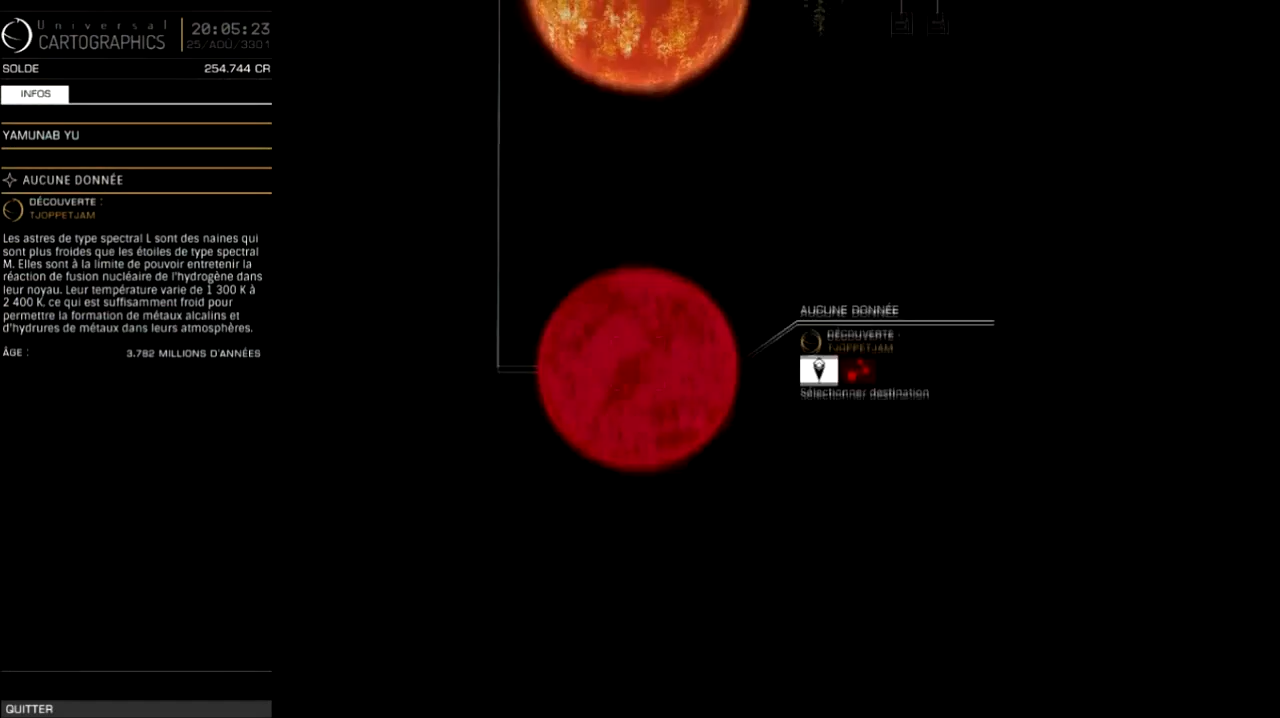 Universal
CARTOGRAPHICS
20:05:23
25/AOÛ/3301
SOLDE 254.744 CR
INFOS
YAMUNAB YU
AUCUNE DONNÉE
DÉCOUVERTE :
TJOPPETJAM
Les astres de type spectral L sont des naines qui
sont plus froides que les étoiles de type spectral
M. Elles sont à la limite de pouvoir entretenir la
réaction de fusion nucléaire de l'hydrogène dans
leur noyau. Leur température varie de 1 300 K à
2 400 K, ce qui est suffisamment froid pour
permettre la formation de métaux alcalins et
d'hydrures de métaux dans leurs atmosphères.
ÂGE : 3.782 MILLIONS D'ANNÉES
AUCUNE DONNÉE
DÉCOUVERTE :
TJOPPETJAM
Sélectionner destination
QUITTER